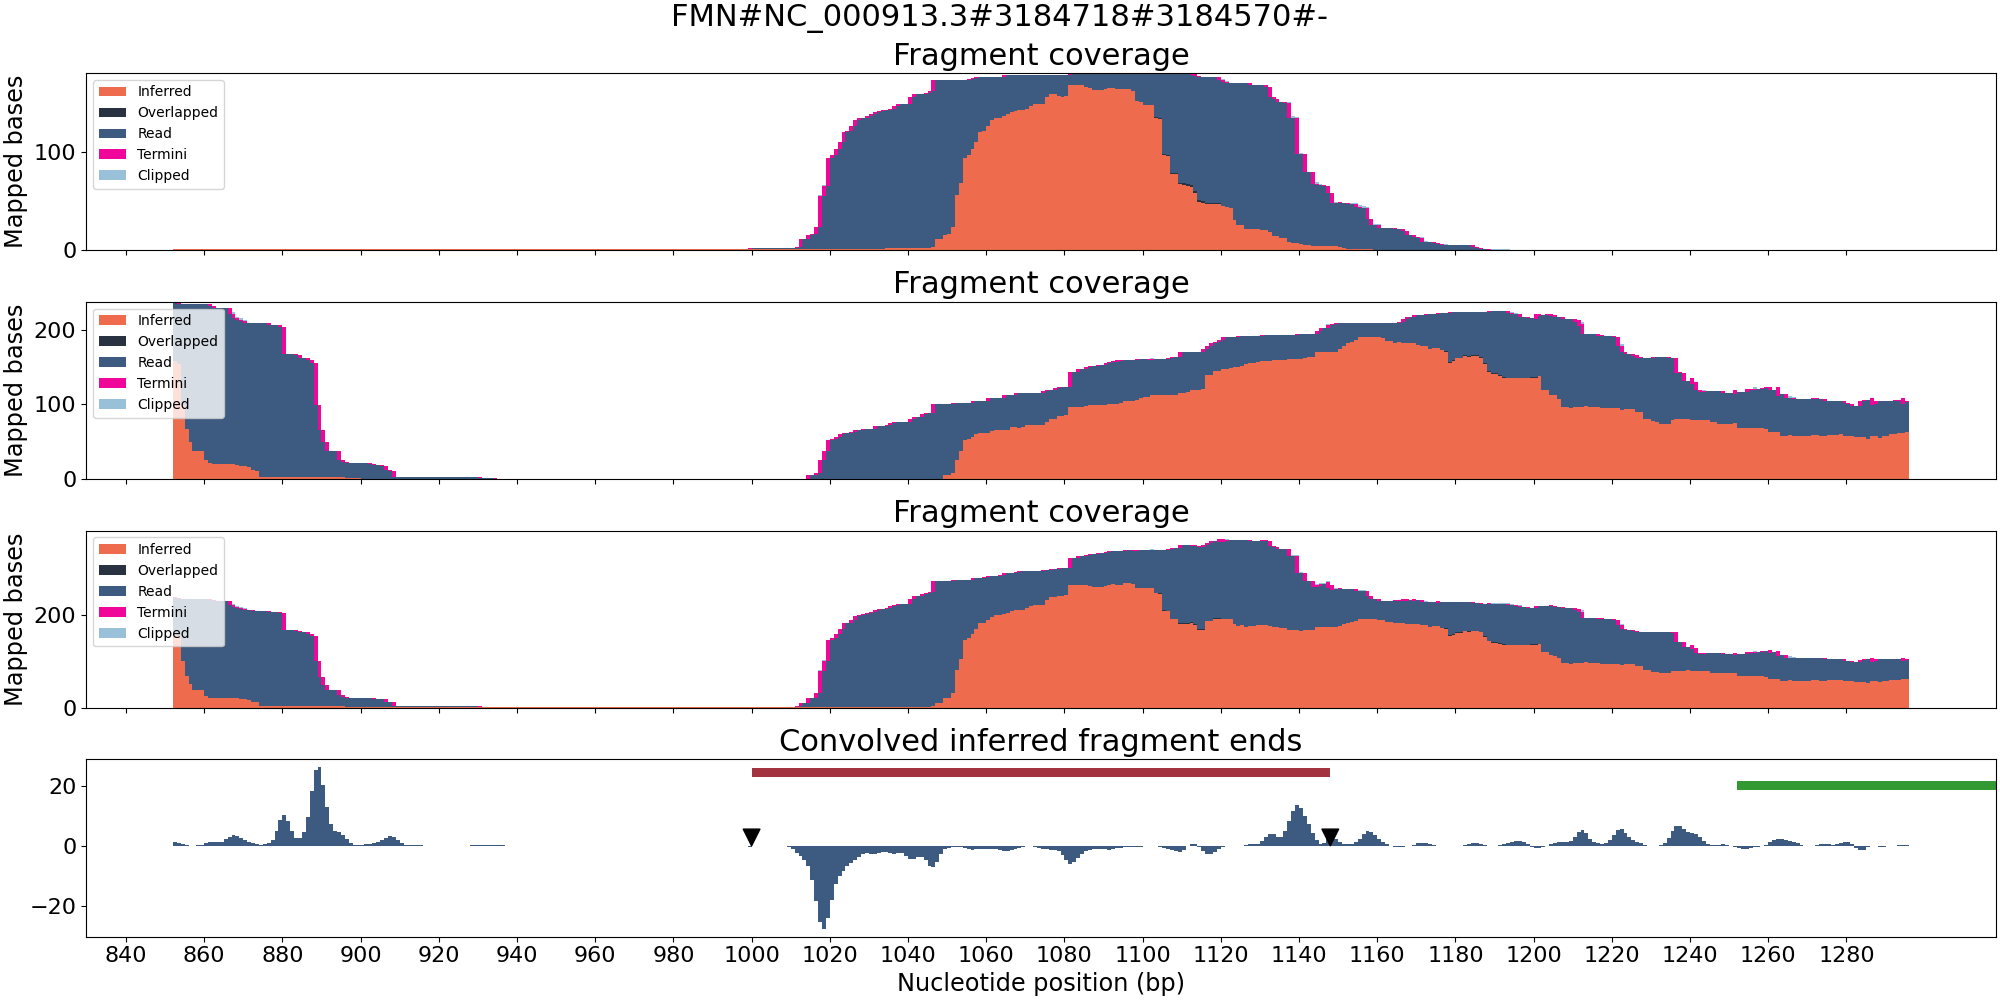 FMN#NC_000913.3#3184718#3184570#-
Fragment coverage
Mapped bases
100
0
Inferred
Overlapped
Read
Termini
Clipped
Fragment coverage
Mapped bases
200
100
0
Inferred
Overlapped
Read
Termini
Clipped
Fragment coverage
Mapped bases
200
0
Inferred
Overlapped
Read
Termini
Clipped
Convolved inferred fragment ends
20
0
−20
840 860 880 900 920 940 960 980 1000 1020 1040 1060 1080 1100 1120 1140 1160 1180 1200 1220 1240 1260 1280
Nucleotide position (bp)